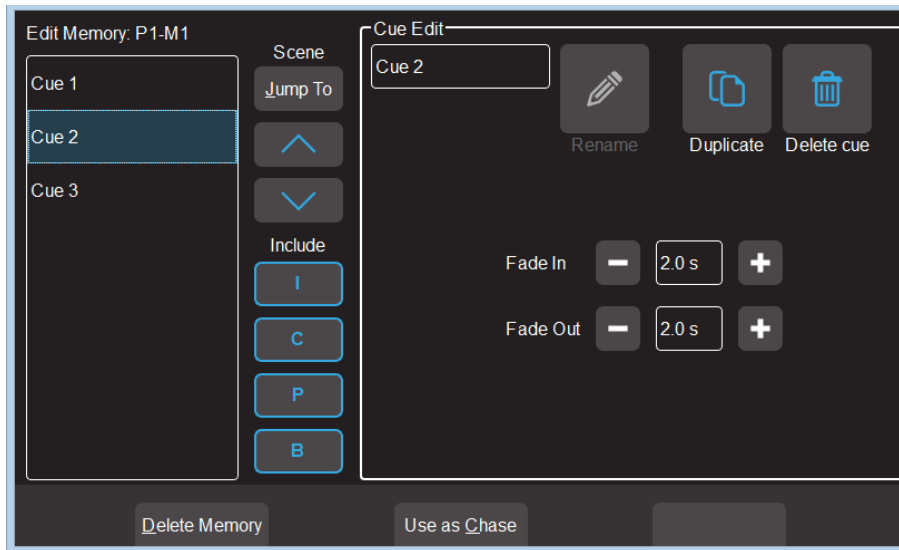 Edit Memory: P1-M1
Cue 1
Cue 2
Cue 3
Scene
Jump To
Include
I
C
P
B
Cue Edit
Cue 2
Rename
Duplicate
Delete cue
Fade In
2.0 s
Fade Out
2.0 s
Delete Memory
Use as Chase